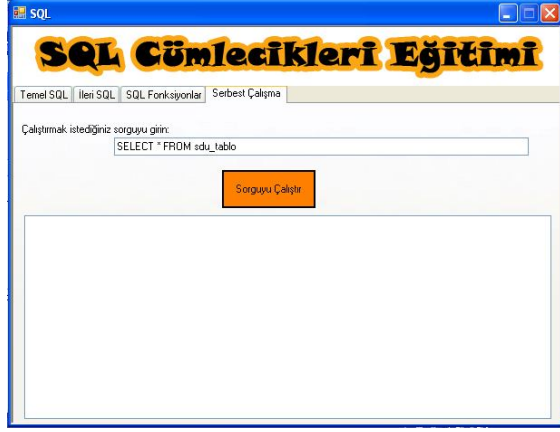 SQL
SQL Cümlecikleri Eğitimi
Temel SQL İleri SQL SQL Fonksiyonlar Serbest Çalışma
Çalıştırmak istediğiniz sorguyu girin:
SELECT * FROM sdu_tablo
Sorguyu Çalıştır